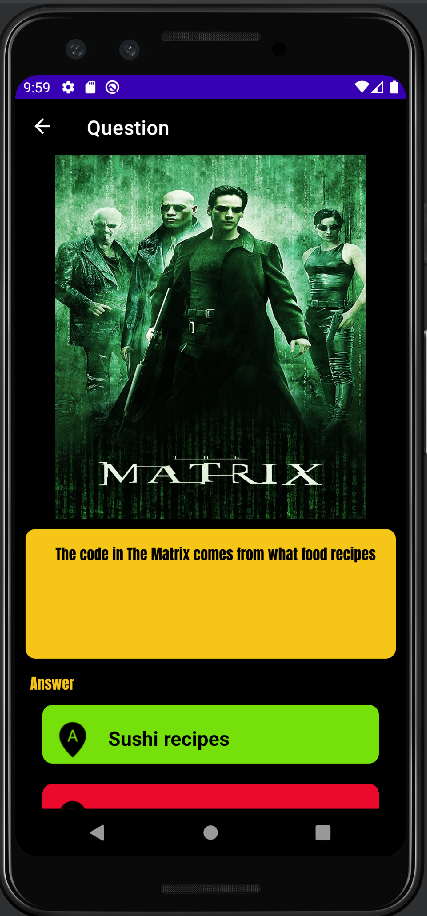 9:59
Question
THE
MATRIX
The code in The Matrix comes from what food recipes
Answer
A
Sushi recipes